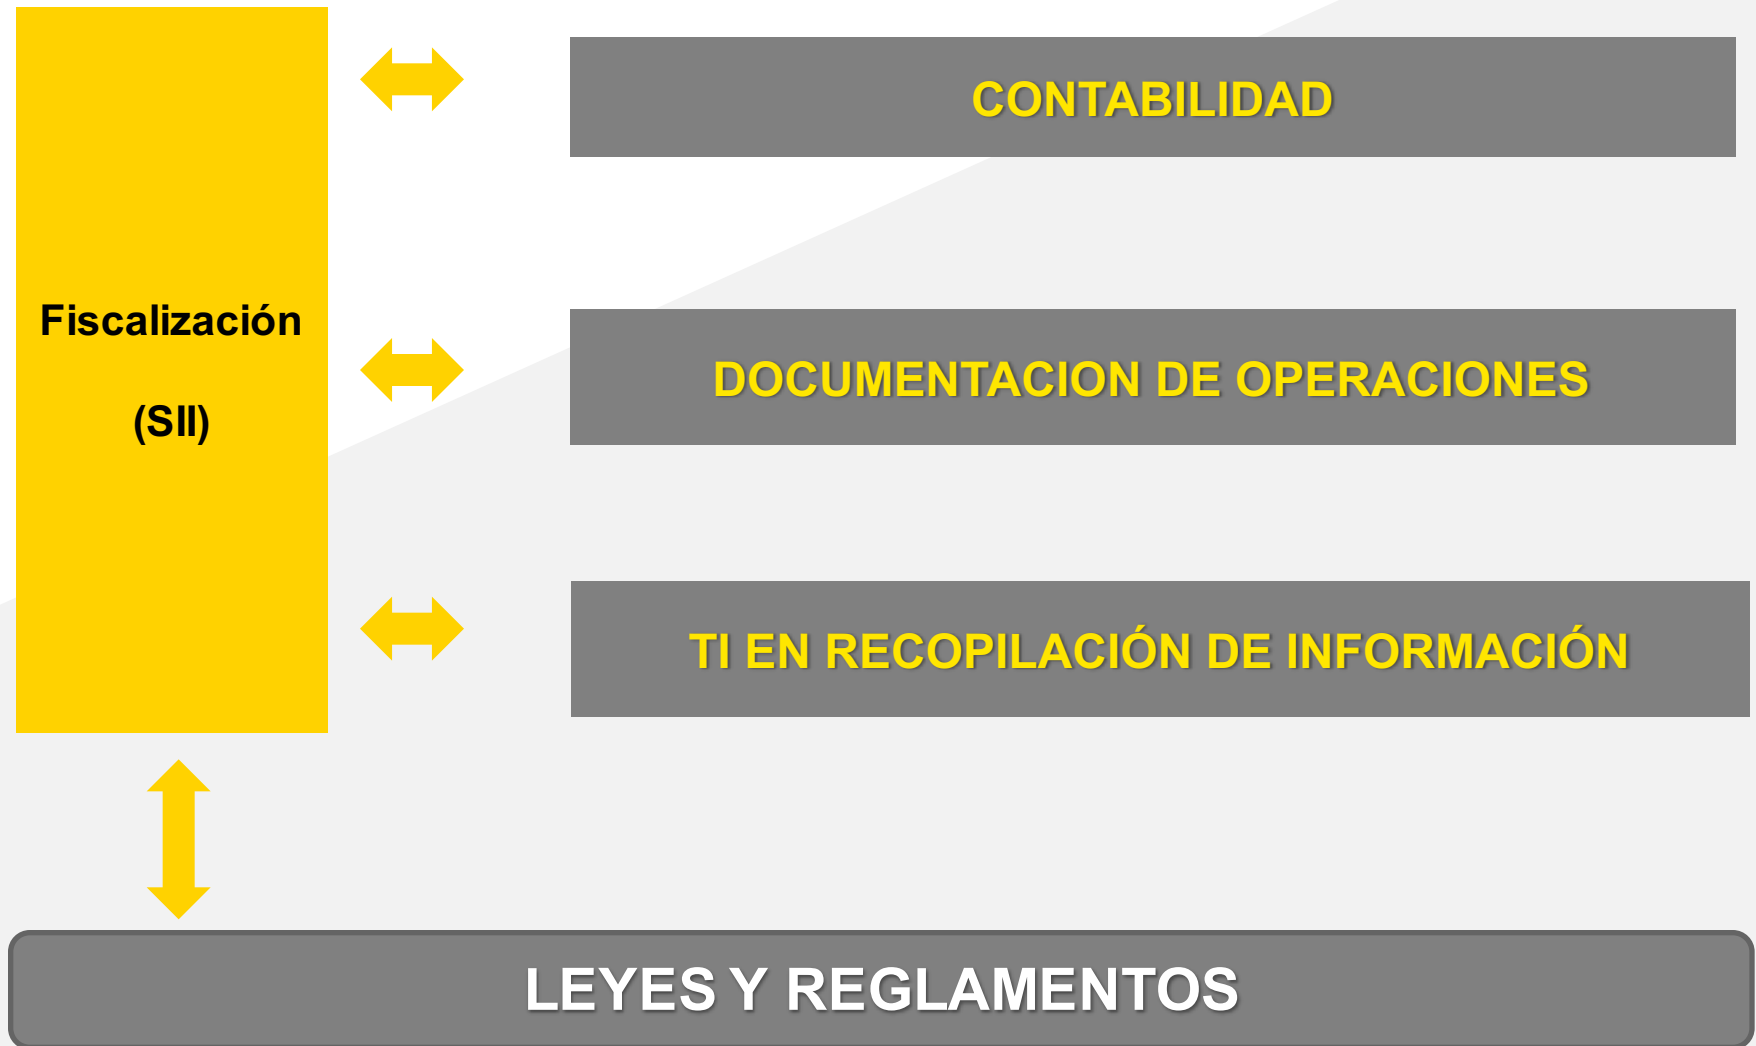 CONTABILIDAD
Fiscalización
(SII)
DOCUMENTACION DE OPERACIONES
TI EN RECOPILACIÓN DE INFORMACIÓN
LEYES Y REGLAMENTOS